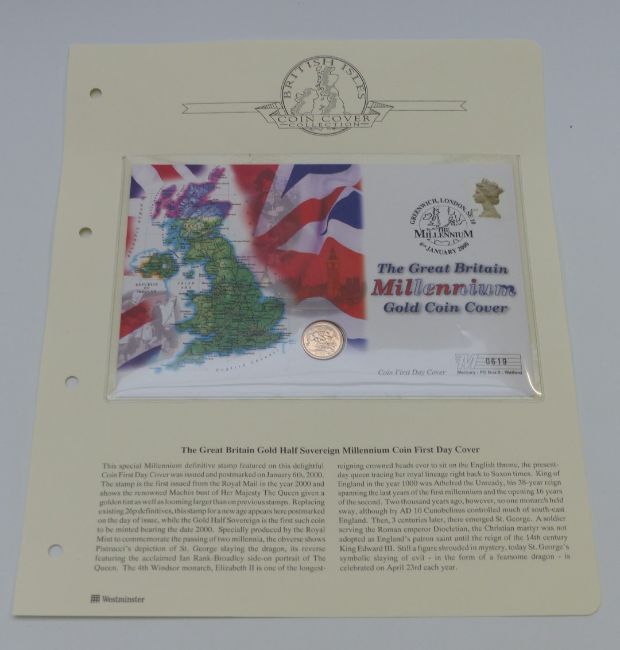 BRITISH ISLES
COIN COVER
COLLECTION
GREENWICH, LONDON, SE 10
THE
MILLENNIUM
6TH JANUARY 2000
The Great Britain
Millennium
Gold Coin Cover
REPUBLIC
OF
IRELAND
IRISH
SEA
ENGLISH CHANNEL
Coin First Day Cover
0619
Mercury - PO Box 8 - Watford
The Great Britain Gold Half Sovereign Millennium Coin First Day Cover
This special Millennium definitive stamp featured on this delightful
Coin First Day Cover was issued and postmarked on January 6th, 2000.
The stamp is the first issued from the Royal Mail in the year 2000 and
shows the renowned Machin bust of Her Majesty The Queen given a
golden tint as well as looming larger than on previous stamps. Replacing
existing 26p definitives, this stamp for a new age appears here postmarked
on the day of issue, while the Gold Half Sovereign is the first such coin
to be minted bearing the date 2000. Specially produced by the Royal
Mint to commemorate the passing of two millennia, the obverse shows
Pistrucci's depiction of St. George slaying the dragon, its reverse
featuring the acclaimed Ian Rank-Broadley side-on portrait of The
Queen. The 4th Windsor monarch, Elizabeth II is one of the longest-
reigning crowned heads ever to sit on the English throne, the present-
day queen tracing her royal lineage right back to Saxon times. King of
England in the year 1000 was Athelred the Unready, his 38-year reign
spanning the last years of the first millennium and the opening 16 years
of the second. Two thousand years ago, however, no one monarch held
sway, although by AD 10 Cunobelinus controlled much of south-east
England. Then, 3 centuries later, there emerged St. George. A soldier
serving the Roman emperor Diocletian, the Christian martyr was not
adopted as England's patron saint until the reign of the 14th century
King Edward III. Still a figure shrouded in mystery, today St. George's
symbolic slaying of evil - in the form of a fearsome dragon - is
celebrated on April 23rd each year.
Westminster